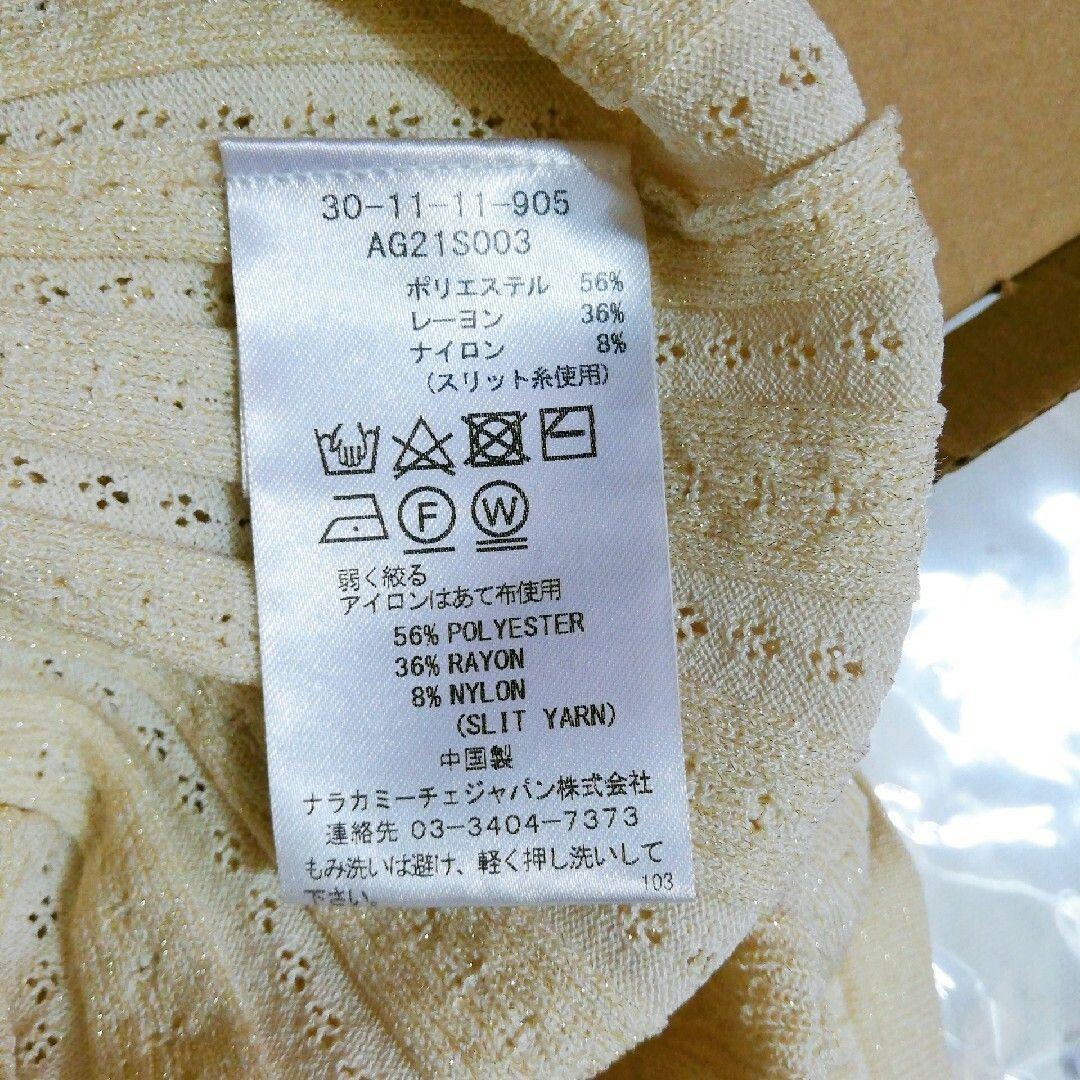 30-11-11-905
AG21S003
ポリエステル 56%
レーヨン 36%
ナイロン 8%
(スリット糸使用)
F W
弱く絞る
アイロンはあて布使用
56% POLYESTER
36% RAYON
8% NYLON
(SLIT YARN)
中国製
ナラカミーチェジャパン株式会社
連絡先 03-3404-7373
もみ洗いは避け、軽く押し洗いして
下さい。
103